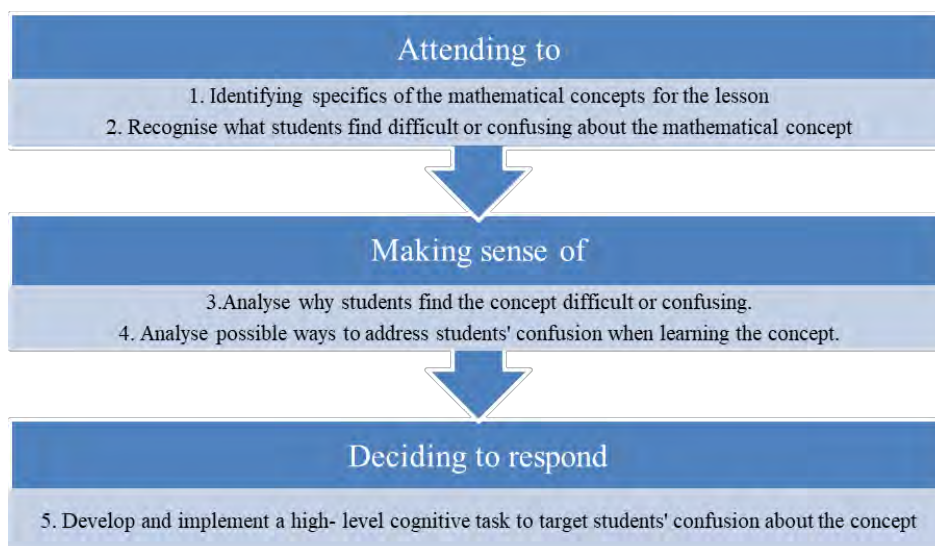 Attending to
1. Identifying specifics of the mathematical concepts for the lesson
2. Recognise what students find difficult or confusing about the mathematical concept
Making sense of
3.Analyse why students find the concept difficult or confusing.
4. Analyse possible ways to address students' confusion when learning the concept.
Deciding to respond
5. Develop and implement a high- level cognitive task to target students' confusion about the concept